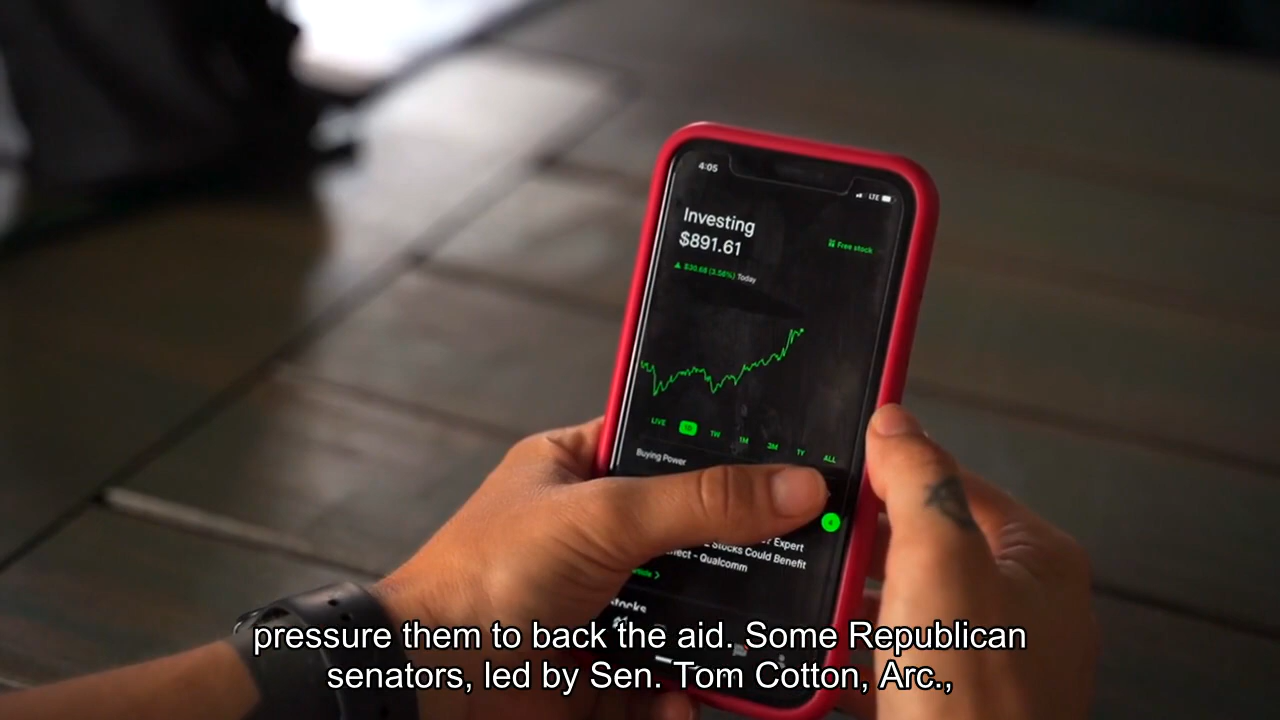 4:05
LTE
Investing
$891.61
Free stock
$30.68 (3.56%) Today
LIVE
1D
1W
1M
3M
1Y
ALL
Buying Power
Expert
Stocks Could Benefit
- Qualcomm
pressure them to back the aid. Some Republican
senators, led by Sen. Tom Cotton, Arc.,